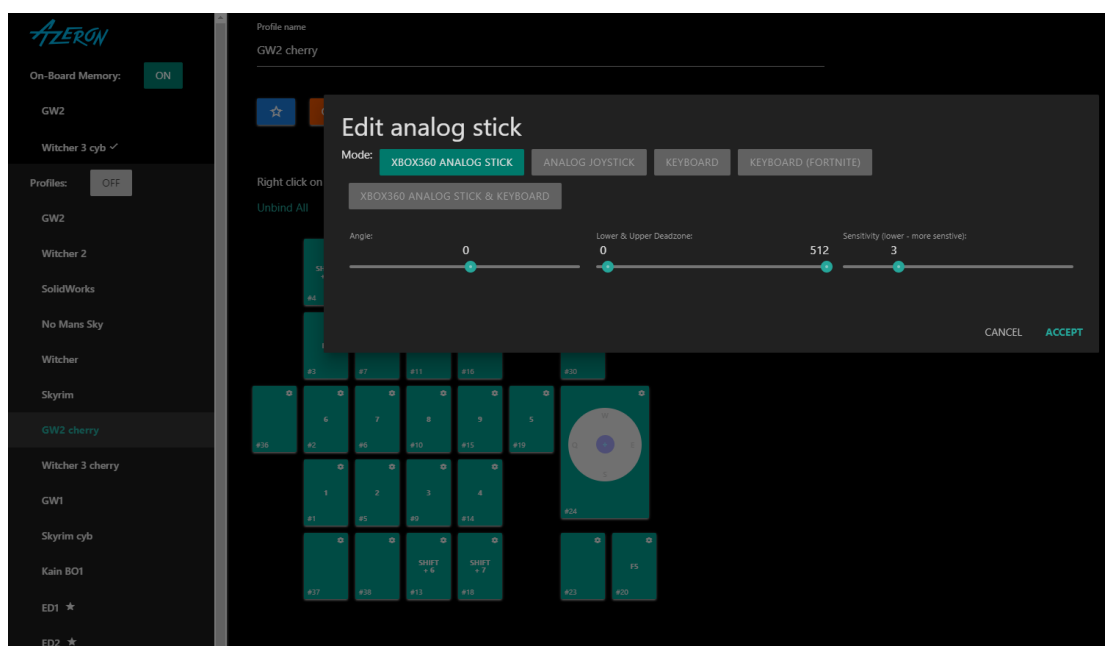 AZERON
On-Board Memory: ON
GW2
Witcher 3 cyb
Profiles: OFF
GW2
Witcher 2
SolidWorks
No Mans Sky
Witcher
Skyrim
GW2 cherry
Witcher 3 cherry
GW1
Skyrim cyb
Kain BO1
ED1
ED2
Profile name
GW2 cherry
Right click on
Unbind All
Edit analog stick
Mode: XBOX360 ANALOG STICK ANALOG JOYSTICK KEYBOARD KEYBOARD (FORTNITE)
XBOX360 ANALOG STICK & KEYBOARD
Angle: Lower & Upper Deadzone: Sensitivity (lower - more senstive):
0 0 512 3
CANCEL ACCEPT
#4
#3 #7 #11 #16 #30
6 7 8 9 5
#36 #2 #6 #10 #15 #19
1 2 3 4
#1 #5 #9 #14 #24
SHIFT SHIFT
+ 6 + 7 F5
#37 #38 #13 #18 #23 #20